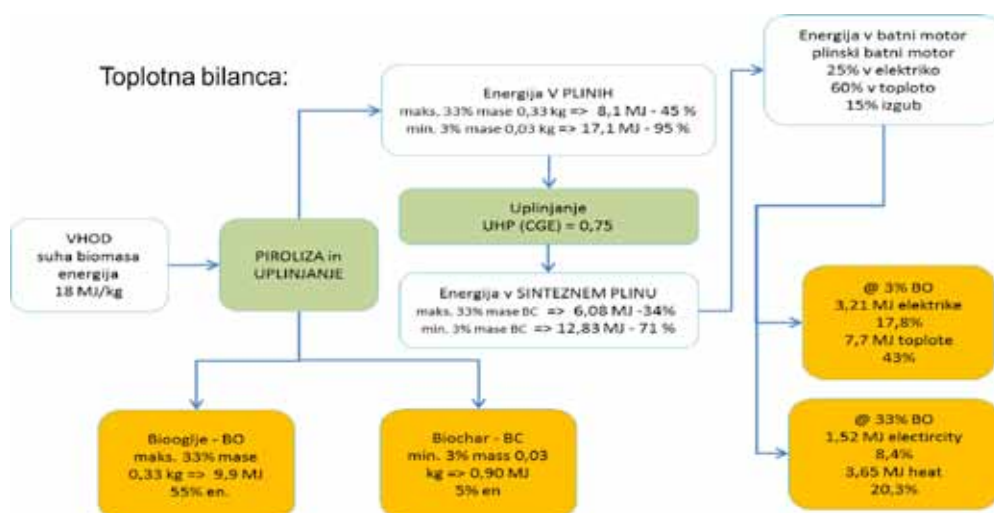 Toplotna bilanca:
VHOD
suha biomasa
energija
18 MJ/kg
PIROLIZA in
UPLINJANJE
Energija V PLINIH
maks. 33% mase 0,33 kg => 8,1 MJ - 45 %
min. 3% mase 0,03 kg => 17,1 MJ - 95 %
Uplinjanje
UHP (CGE) = 0,75
Energija v SINTEZNEM PLINU
maks. 33% mase BC => 6,08 MJ -34%
min. 3% mase BC => 12,83 MJ - 71 %
Energija v batni motor
plinski batni motor
25% v elektriko
60% v toploto
15% izgub
Biooglje - BO
maks. 33% mase
0,33 kg => 9,9 MJ
55% en.
Biochar - BC
min. 3% mass 0,03
kg => 0,90 MJ
5% en
@ 3% BO
3,21 MJ elektrike
17,8%
7,7 MJ toplote
43%
@ 33% BO
1,52 MJ electircity
8,4%
3,65 MJ heat
20,3%